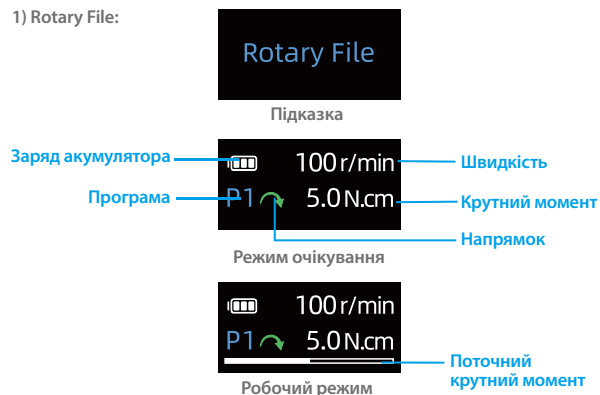 1) Rotary File:
Rotary File
Підказка
Заряд акумулятора
100 r/min
Швидкість
Програма
P1
5.0 N.cm
Крутний момент
Напрямок
Режим очікування
100 r/min
P1
5.0 N.cm
Поточний
крутний момент
Робочий режим